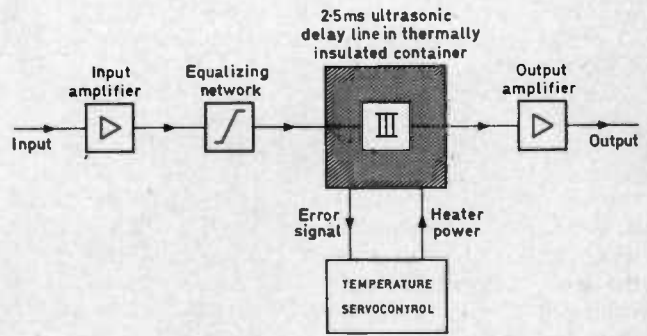 2·5ms ultrasonic
delay line in thermally
insulated container
Input
amplifier
Equalizing
network
Output
amplifier
Input
III
Output
Error
signal
Heater
power
TEMPERATURE
SERVOCONTROL